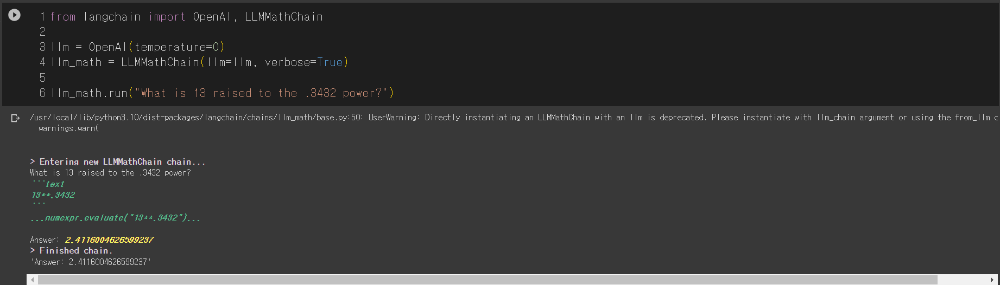 1 from langchain import OpenAI, LLMMathChain
2
3 llm = OpenAI(temperature=0)
4 llm_math = LLMMathChain(llm=llm, verbose=True)
5
6 llm_math.run("What is 13 raised to the .3432 power?")
/usr/local/lib/python3.10/dist-packages/langchain/chains/llm_math/base.py:50: UserWarning: Directly instantiating an LLMMathChain with an llm is deprecated. Please instantiate with llm_chain argument or using the from_llm c
warnings.warn(
> Entering new LLMMathChain chain...
What is 13 raised to the .3432 power?
```text
13**.3432
```
...numexpr.evaluate("13**.3432")...
Answer: 2.4116004626599237
> Finished chain.
'Answer: 2.4116004626599237'